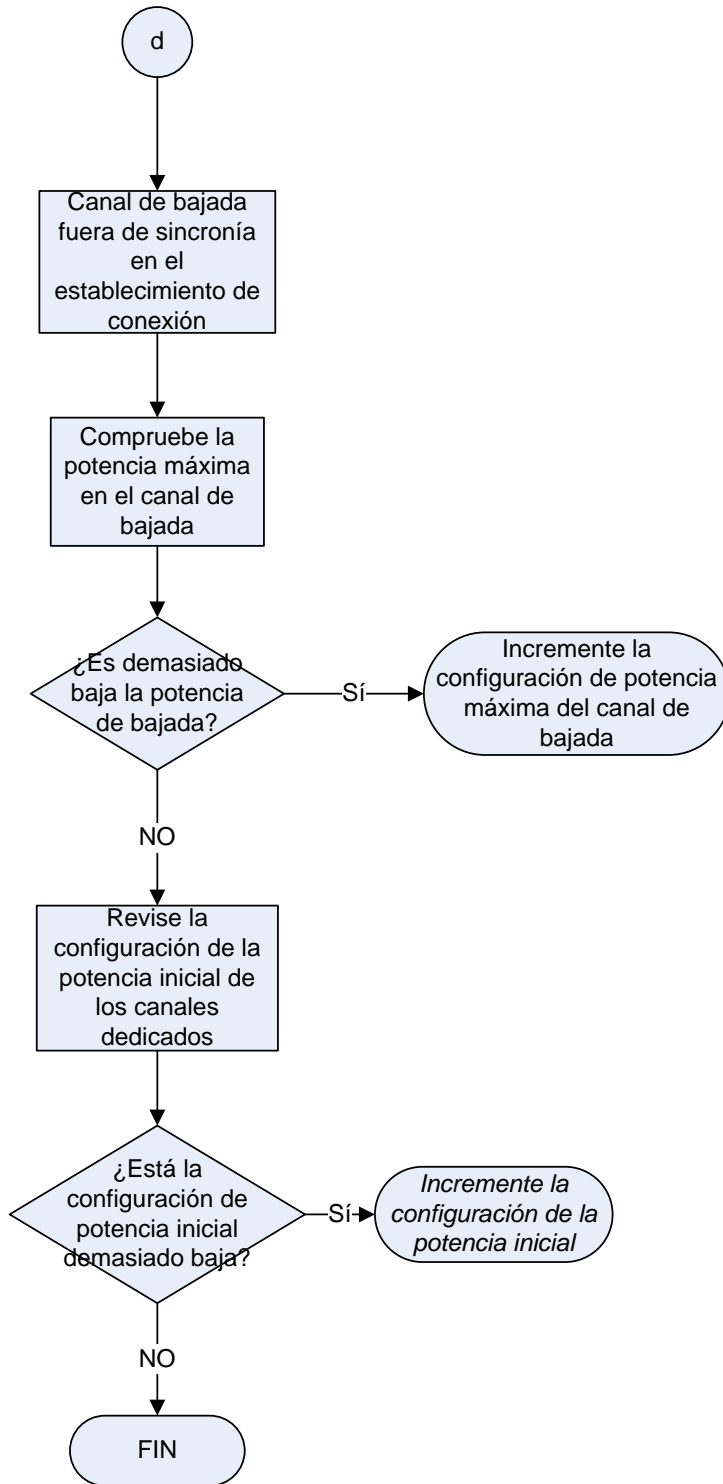 d
Canal de bajada
fuera de sincronía
en el
establecimiento de
conexión
Compruebe la
potencia máxima
en el canal de
bajada
¿Es demasiado
baja la potencia
de bajada?
Sí
Incremente la
configuración de potencia
máxima del canal de
bajada
NO
Revise la
configuración de la
potencia inicial de
los canales
dedicados
¿Está la
configuración de
potencia inicial
demasiado baja?
Sí
Incremente la
configuración de la
potencia inicial
NO
FIN